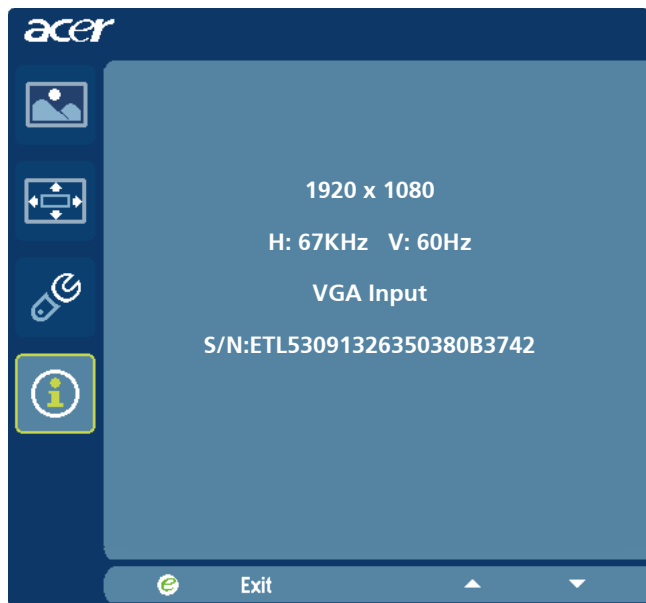 acer
1920 x 1080
H: 67KHz V: 60Hz
VGA Input
S/N:ETL53091326350380B3742
e Exit